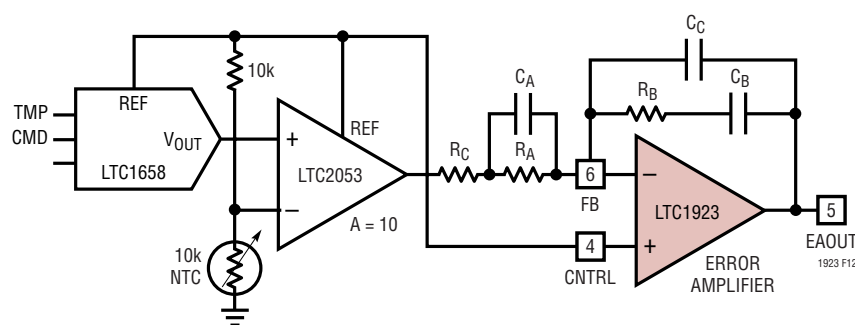 C_C
10k
C_A
C_B
R_B
REF
TMP
CMD
V_OUT
REF
LTC1658
+
LTC2053
R_C
R_A
6
−
LTC1923
−
A = 10
FB
5
10k
NTC
4
+
EAOUT
CNTRL
ERROR
AMPLIFIER
1923 F12